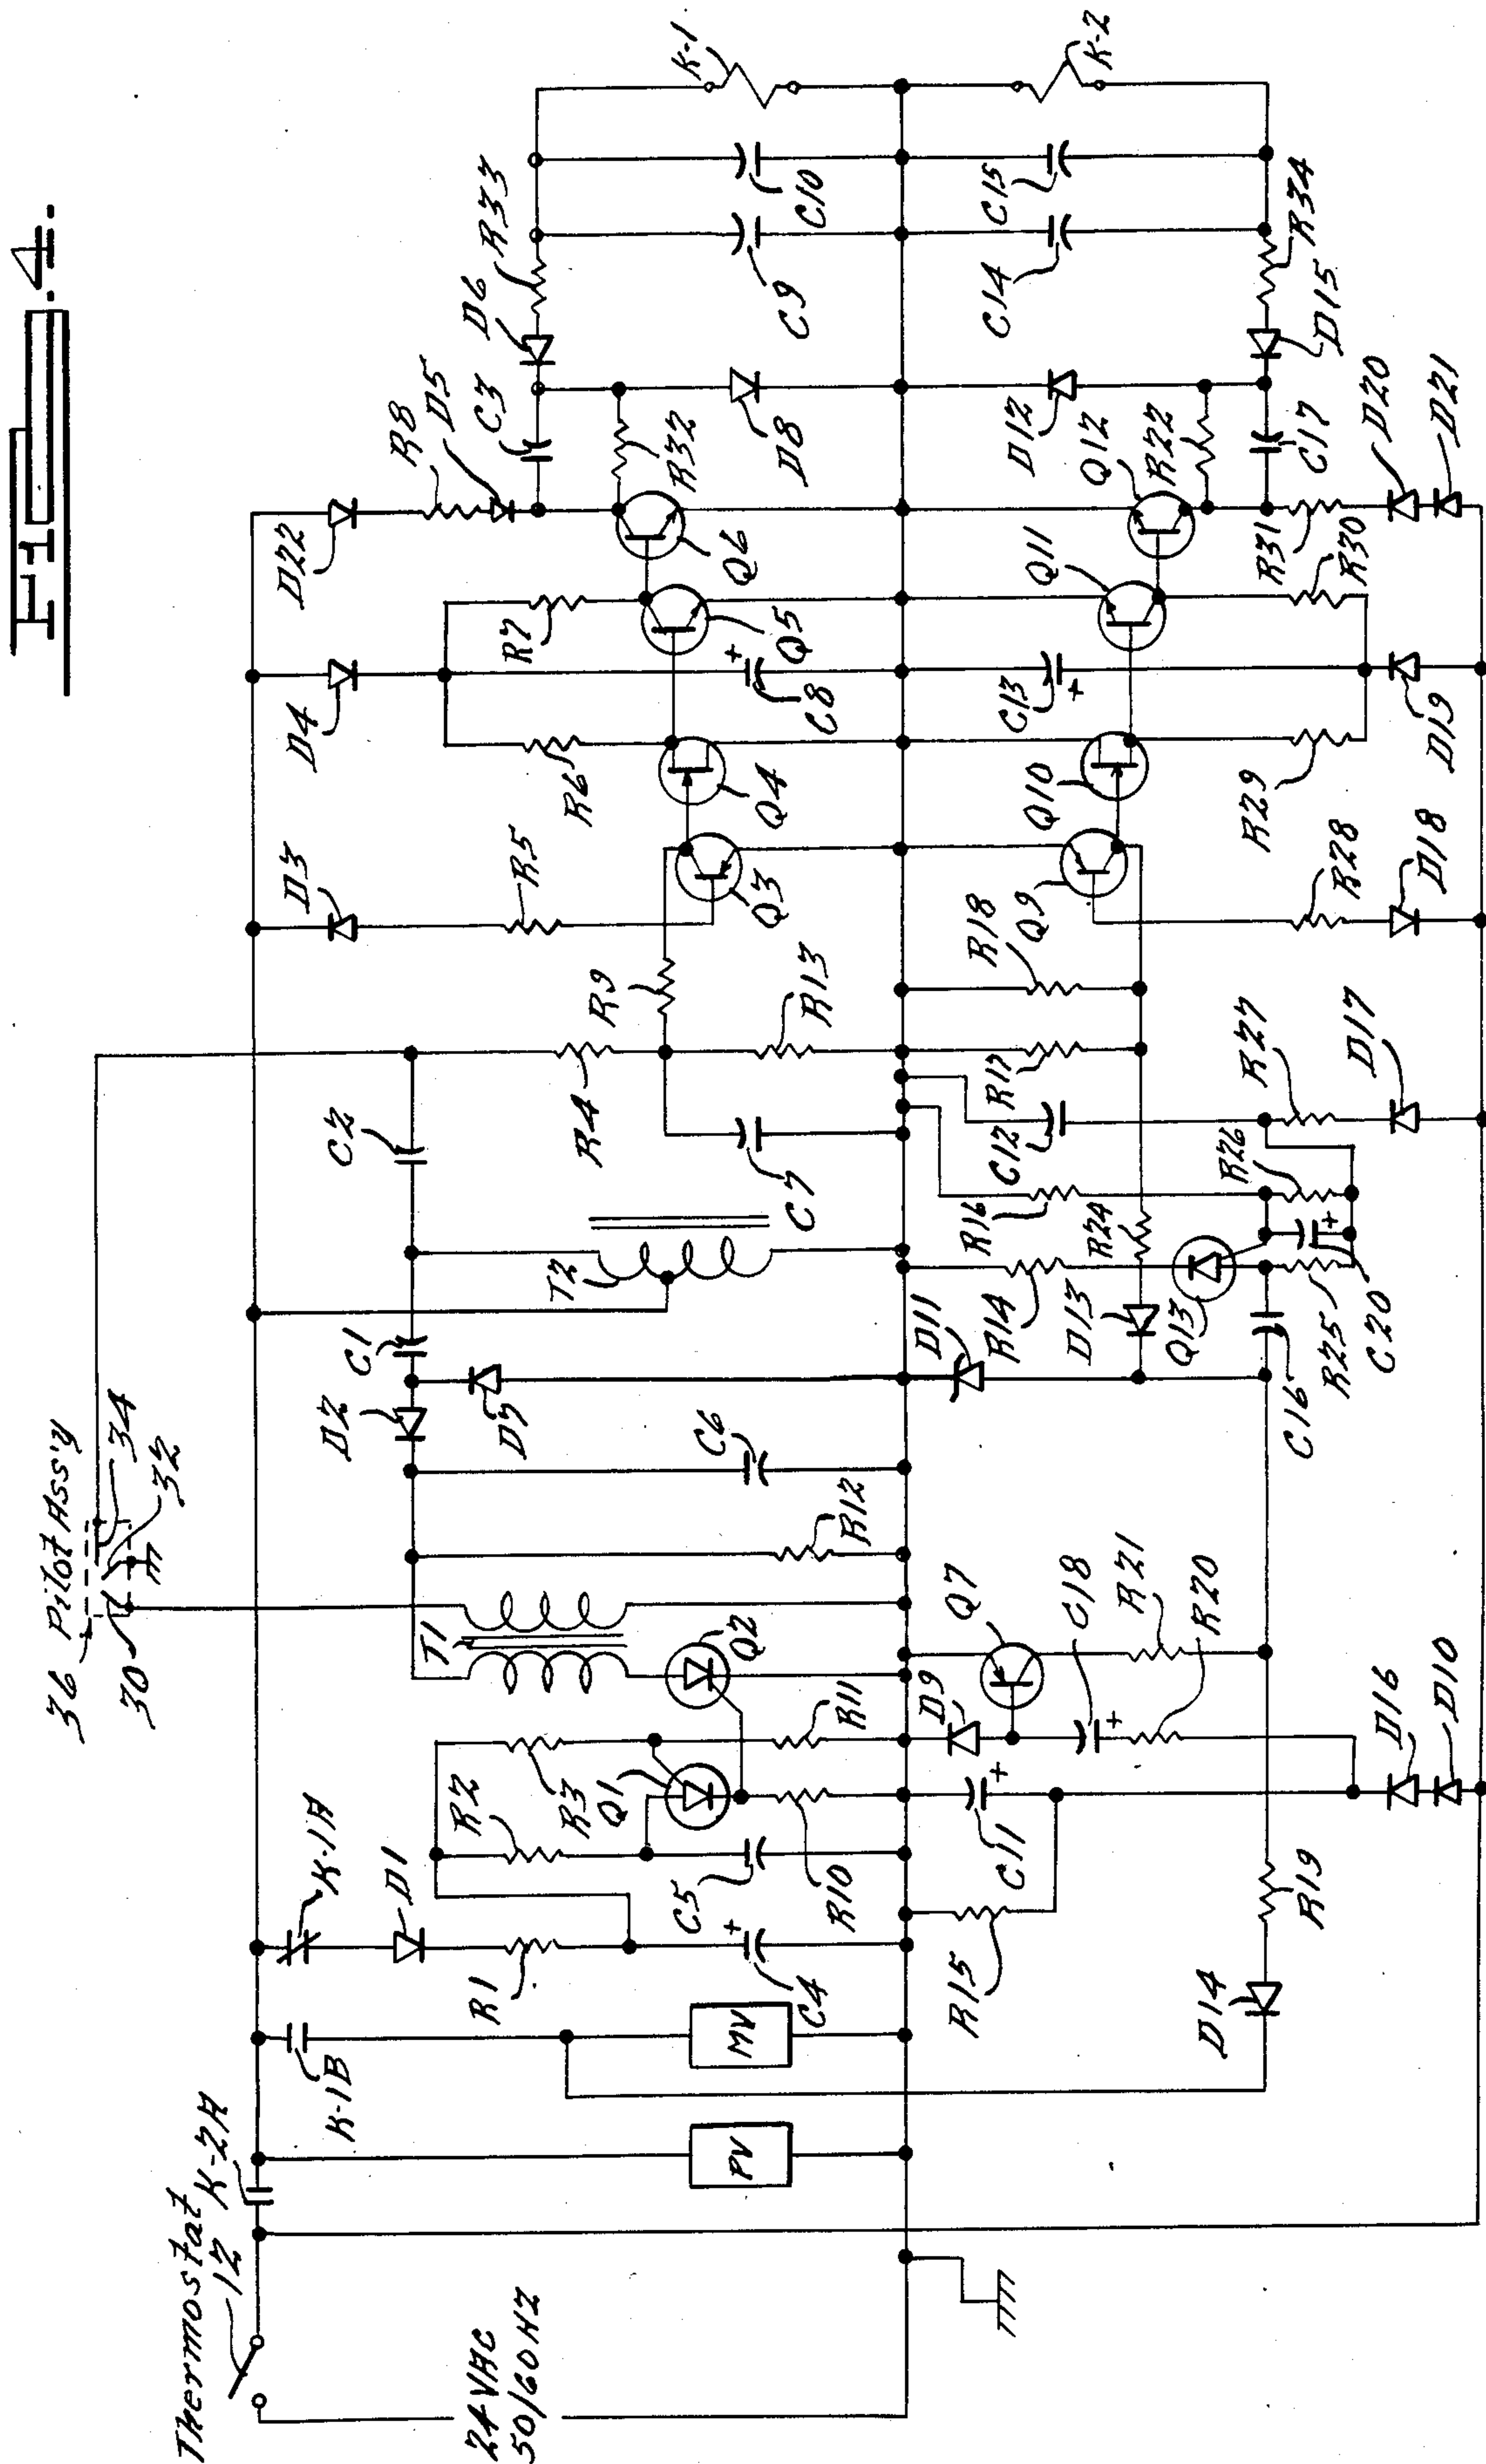 FIG. 4.
36 Pilot Ass'y
34
32
30
Thermostat
12
K-2A
24 VAC
50/60 HZ
K-1B
K-1A
PV
MV
D1
R1
C4
R2
R3
Q1
C5
R10
R11
T1
Q2
R12
C6
D2
D7
C1
T2
C2
R4
C7
R9
R13
D3
R5
Q3
D4
R6
Q4
C8
+
R7
Q5
D22
R8
D5
C3
Q6
R32
D6
D8
R33
C9
C10
K-1
R15
C11
+
+
D9
Q7
C18
+
R21
R20
D16
D10
D14
R19
D11
R14
D13
Q13
C16
R25
C20
+
R16
R24
R26
C12
R17
R27
D17
R18
Q9
R28
D18
Q10
R29
C13
+
D19
Q11
R30
Q12
R31
R22
D12
C17
D20
D21
D15
R34
C14
C15
K-2